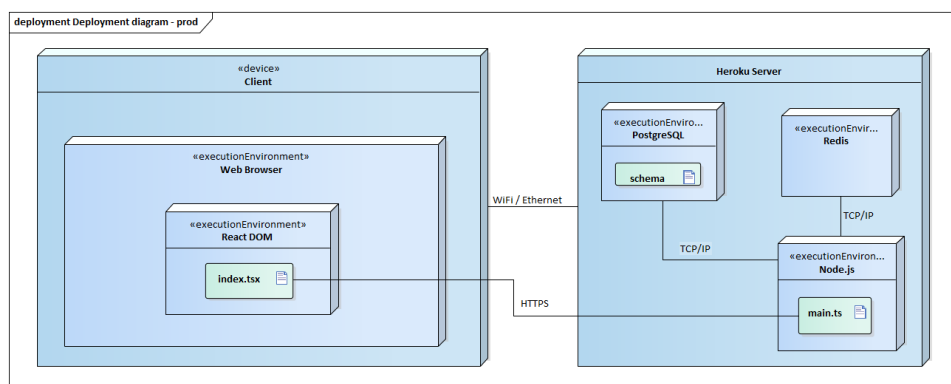 deployment Deployment diagram - prod
«device»
Client
«executionEnvironment»
Web Browser
«executionEnvironment»
React DOM
index.tsx
WiFi / Ethernet
HTTPS
Heroku Server
«executionEnviro...
PostgreSQL
schema
«executionEnvir...
Redis
TCP/IP
TCP/IP
«executionEnviron...
Node.js
main.ts